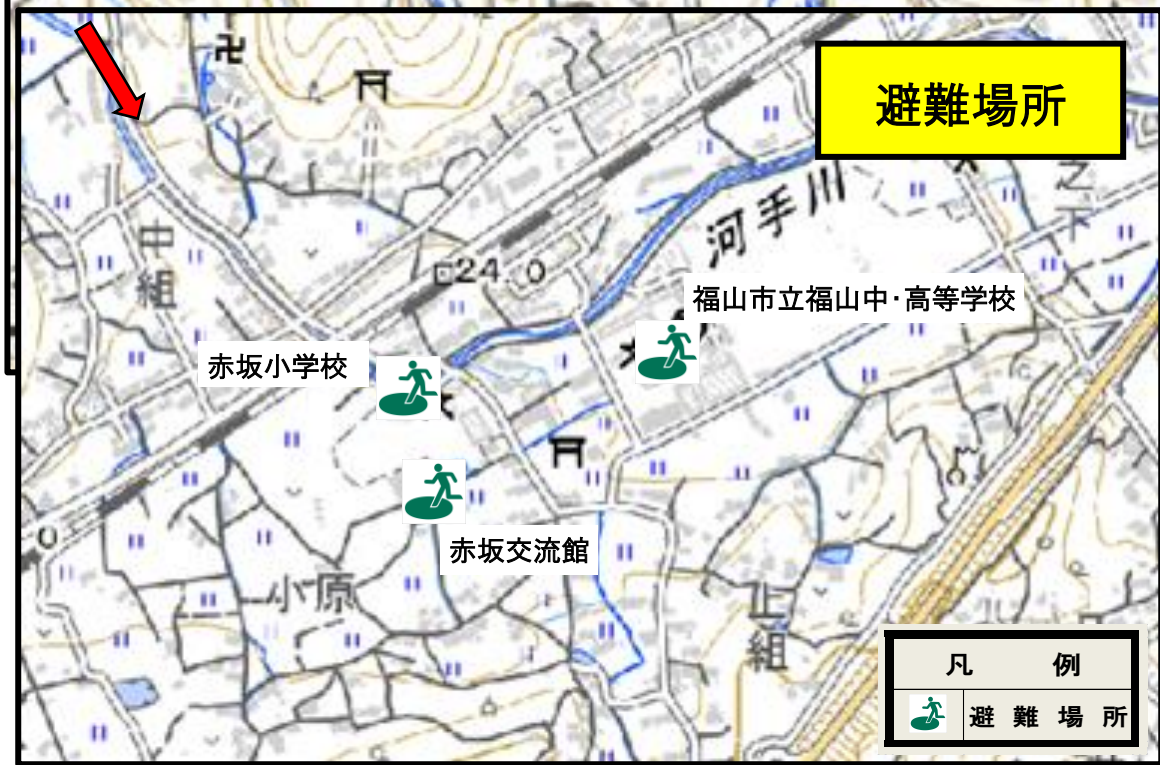 避難場所
河手川
之下
中組
24.0
福山市立福山中・高等学校
赤坂小学校
赤坂交流館
小原
上組
凡 例
避 難 場 所